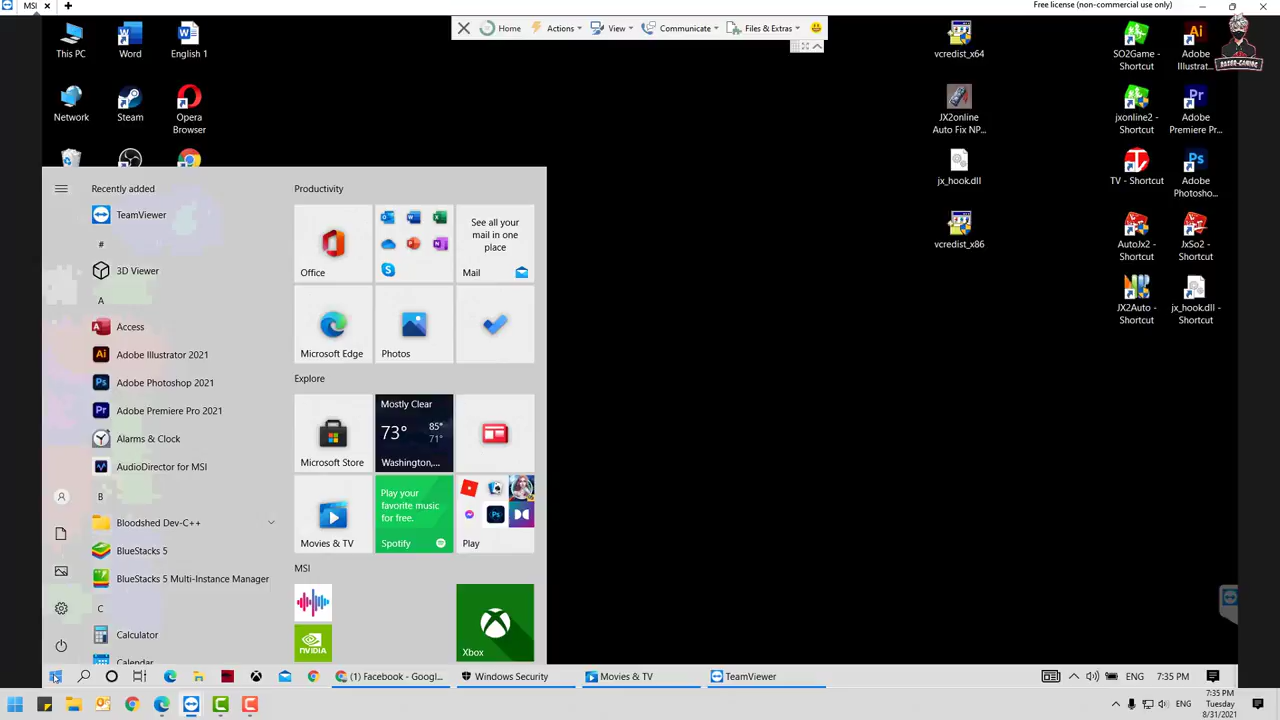 MSI
Free license (non-commercial use only)
Home
Actions
View
Communicate
Files & Extras
This PC
Word
English 1
Network
Steam
Opera
Browser
vcredist_x64
JX2online
Auto Fix NP...
jx_hook.dll
vcredist_x86
SO2Game -
Shortcut
Adobe
Illustrat...
jxonline2 -
Shortcut
Adobe
Premiere Pr...
TV - Shortcut
Adobe
Photosho...
AutoJx2 -
Shortcut
JxSo2 -
Shortcut
JX2Auto -
Shortcut
jx_hook.dll -
Shortcut
Recently added
TeamViewer
#
3D Viewer
A
Access
Adobe Illustrator 2021
Adobe Photoshop 2021
Adobe Premiere Pro 2021
Alarms & Clock
AudioDirector for MSI
B
Bloodshed Dev-C++
BlueStacks 5
BlueStacks 5 Multi-Instance Manager
C
Calculator
Calendar
Productivity
Office
See all your
mail in one
place
Mail
Microsoft Edge
Photos
Explore
Microsoft Store
Mostly Clear
73°
85°
71°
Washington,...
Movies & TV
Play your
favorite music
for free.
Spotify
Play
MSI
NVIDIA
Xbox
(1) Facebook - Googl...
Windows Security
Movies & TV
TeamViewer
ENG
7:35 PM
ENG
7:35 PM
Tuesday
8/31/2021